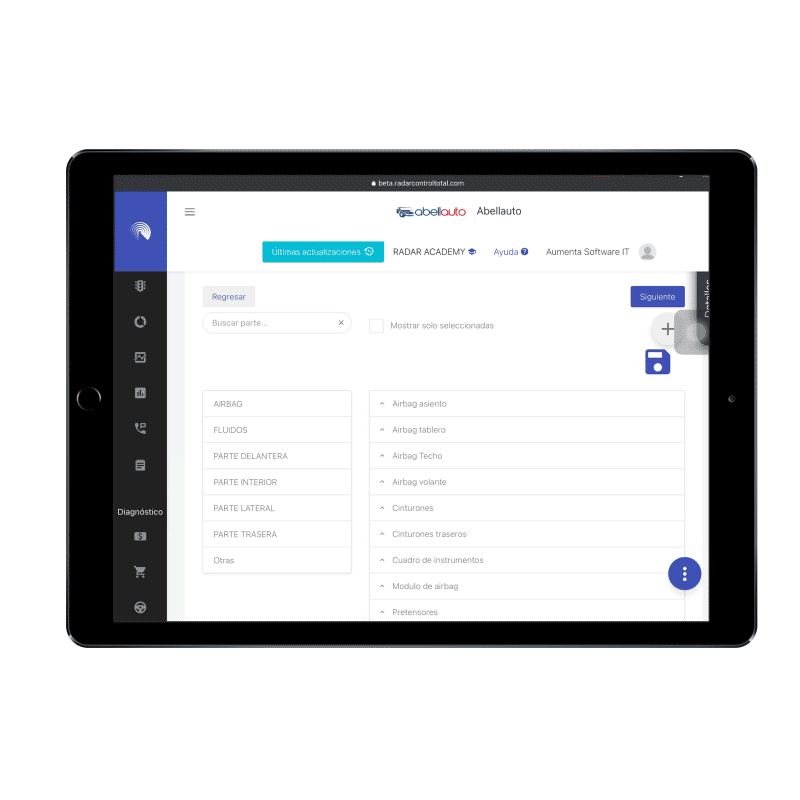 beta.radarcontroltotal.com
abellauto Abellauto
Últimas actualizaciones RADAR ACADEMY Ayuda ? Aumenta Software IT
Regresar
Siguiente
Detalles
Buscar parte...
Mostrar solo seleccionadas
AIRBAG
FLUIDOS
PARTE DELANTERA
PARTE INTERIOR
PARTE LATERAL
PARTE TRASERA
Otras
Airbag asiento
Airbag tablero
Airbag Techo
Airbag volante
Cinturones
Cinturones traseros
Cuadro de instrumentos
Modulo de airbag
Pretensores
Diagnóstico